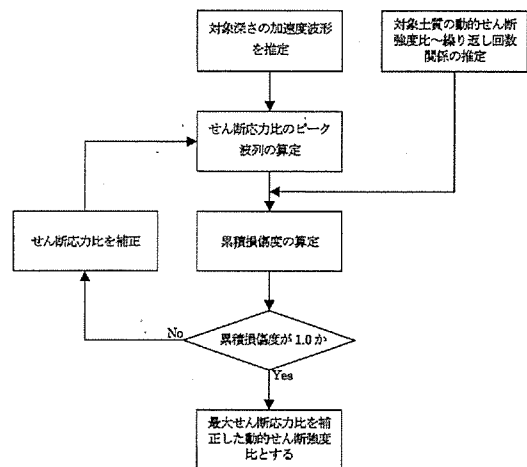 対象深さの加速度波形
を推定
対象土質の動的せん断
強度比～繰り返し回数
関係の推定
せん断応力比のピーク
波列の算定
せん断応力比を補正
累積損傷度の算定
No
累積損傷度が 1.0 か
Yes
最大せん断応力比を補
正した動的せん断強度
比とする